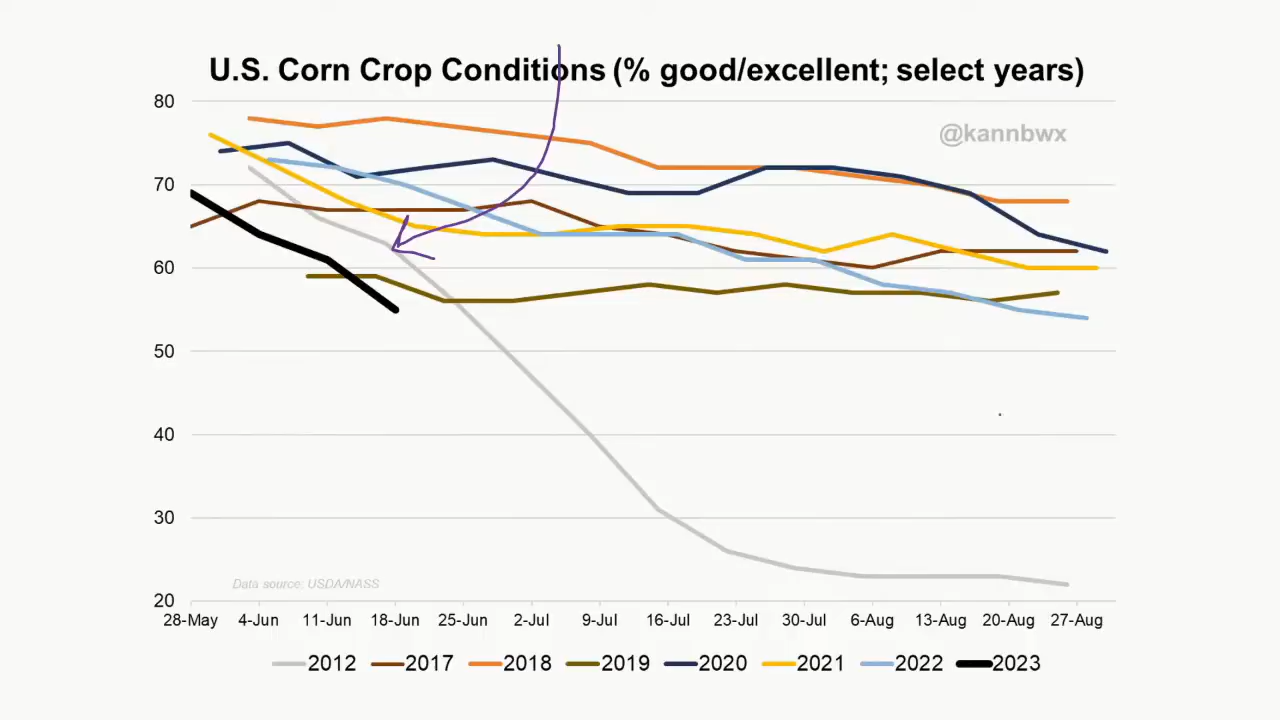 U.S. Corn Crop Conditions (% good/excellent; select years)
@kannbwx
80
70
60
50
40
30
20
Data source: USDA/NASS
28-May 4-Jun 11-Jun 18-Jun 25-Jun 2-Jul 9-Jul 16-Jul 23-Jul 30-Jul 6-Aug 13-Aug 20-Aug 27-Aug
2012 2017 2018 2019 2020 2021 2022 2023